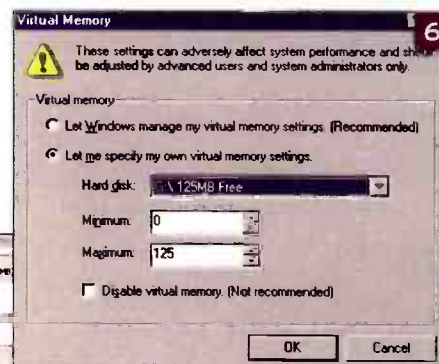 Virtual Memory
6
These settings can adversely affect system performance and
be adjusted by advanced users and system administrators only.
Virtual memory
Let Windows manage my virtual memory settings. (Recommended)
Let me specify my own virtual memory settings.
Hard disk:
125MB Free
Minimum:
0
Maximum:
125
Disable virtual memory. (Not recommended)
OK
Cancel